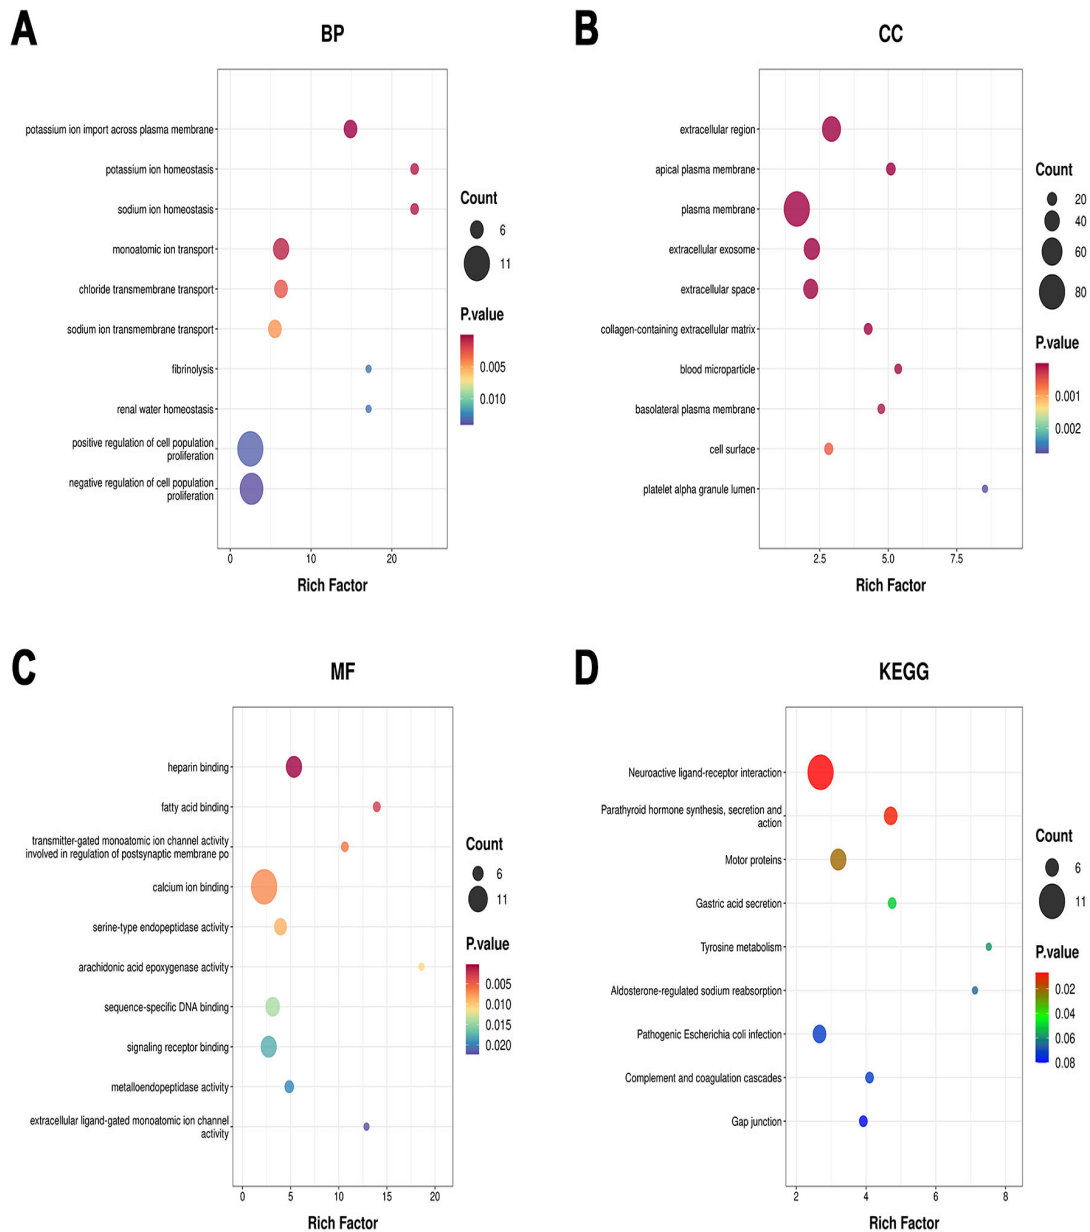 A
BP
potassium ion import across plasma membrane
potassium ion homeostasis
sodium ion homeostasis
monoatomic ion transport
chloride transmembrane transport
sodium ion transmembrane transport
fibrinolysis
renal water homeostasis
positive regulation of cell population
proliferation
negative regulation of cell population
proliferation
0 10 20
Rich Factor
Count
6
11
P.value
0.005
0.010
B
CC
extracellular region
apical plasma membrane
plasma membrane
extracellular exosome
extracellular space
collagen-containing extracellular matrix
blood microparticle
basolateral plasma membrane
cell surface
platelet alpha granule lumen
2.5 5.0 7.5
Rich Factor
Count
20
40
60
80
P.value
0.001
0.002
C
MF
heparin binding
fatty acid binding
transmitter-gated monoatomic ion channel activity
involved in regulation of postsynaptic membrane po
calcium ion binding
serine-type endopeptidase activity
arachidonic acid epoxygenase activity
sequence-specific DNA binding
signaling receptor binding
metalloendopeptidase activity
extracellular ligand-gated monoatomic ion channel
activity
0 5 10 15 20
Rich Factor
Count
6
11
P.value
0.005
0.010
0.015
0.020
D
KEGG
Neuroactive ligand-receptor interaction
Parathyroid hormone synthesis, secretion and
action
Motor proteins
Gastric acid secretion
Tyrosine metabolism
Aldosterone-regulated sodium reabsorption
Pathogenic Escherichia coli infection
Complement and coagulation cascades
Gap junction
2 4 6 8
Rich Factor
Count
6
11
P.value
0.02
0.04
0.06
0.08